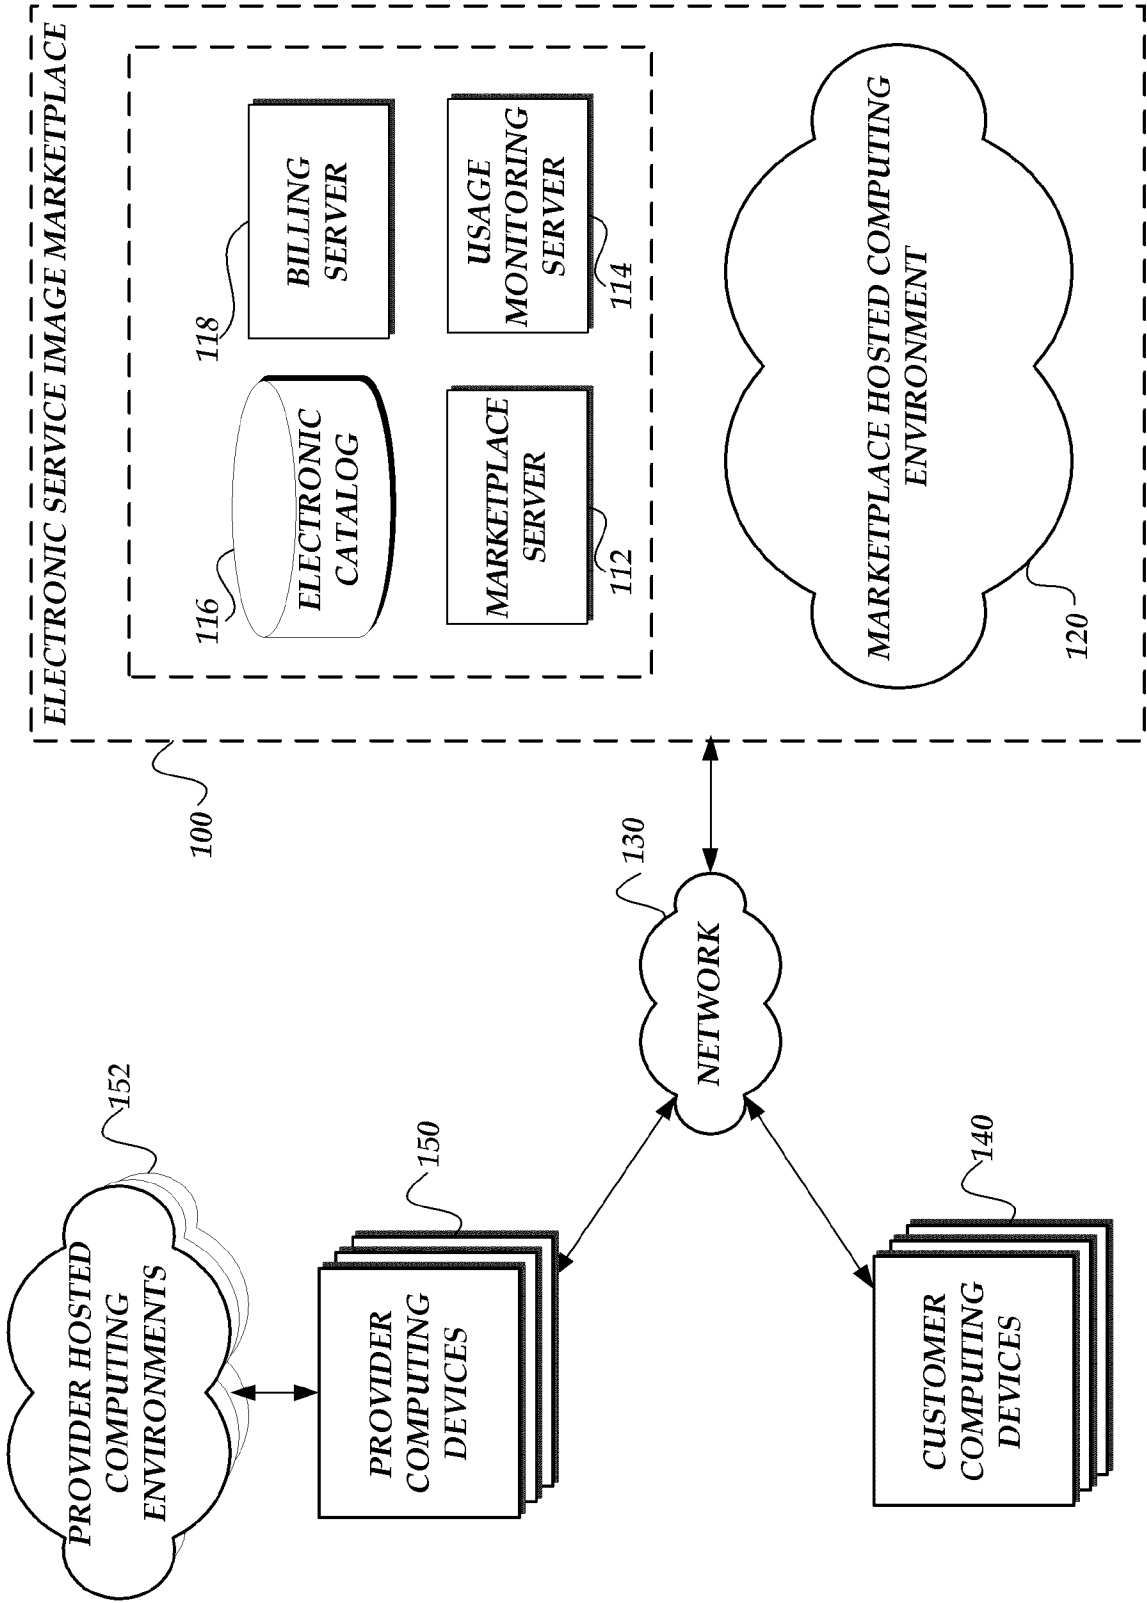 PROVIDER HOSTED
COMPUTING
ENVIRONMENTS
152
PROVIDER
COMPUTING
DEVICES
150
CUSTOMER
COMPUTING
DEVICES
140
NETWORK
130
100
ELECTRONIC SERVICE IMAGE MARKETPLACE
116
ELECTRONIC
CATALOG
118
BILLING
SERVER
MARKETPLACE
SERVER
112
USAGE
MONITORING
SERVER
114
MARKETPLACE HOSTED COMPUTING
ENVIRONMENT
120